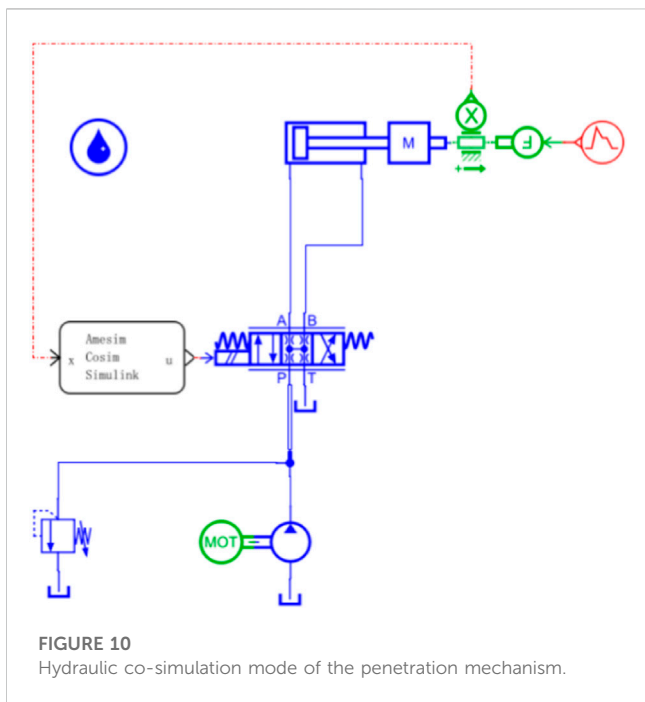 X
F
M
A B
Amesim
x Cosim u
Simulink
P T
MOT
FIGURE 10
Hydraulic co-simulation mode of the penetration mechanism.